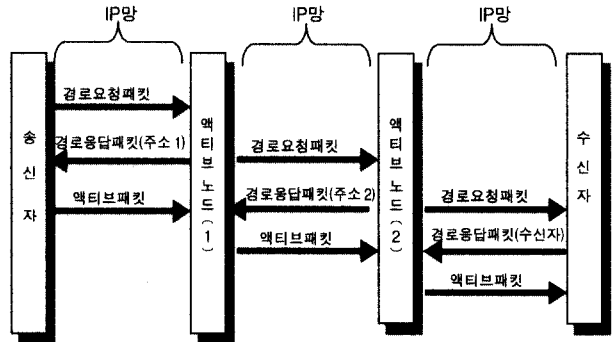 IP망 IP망 IP망
송신자
액티브노드(1)
액티브노드(2)
수신자
경로요청패킷
경로응답패킷(주소1)
액티브패킷
경로요청패킷
경로응답패킷(주소2)
액티브패킷
경로요청패킷
경로응답패킷(수신자)
액티브패킷